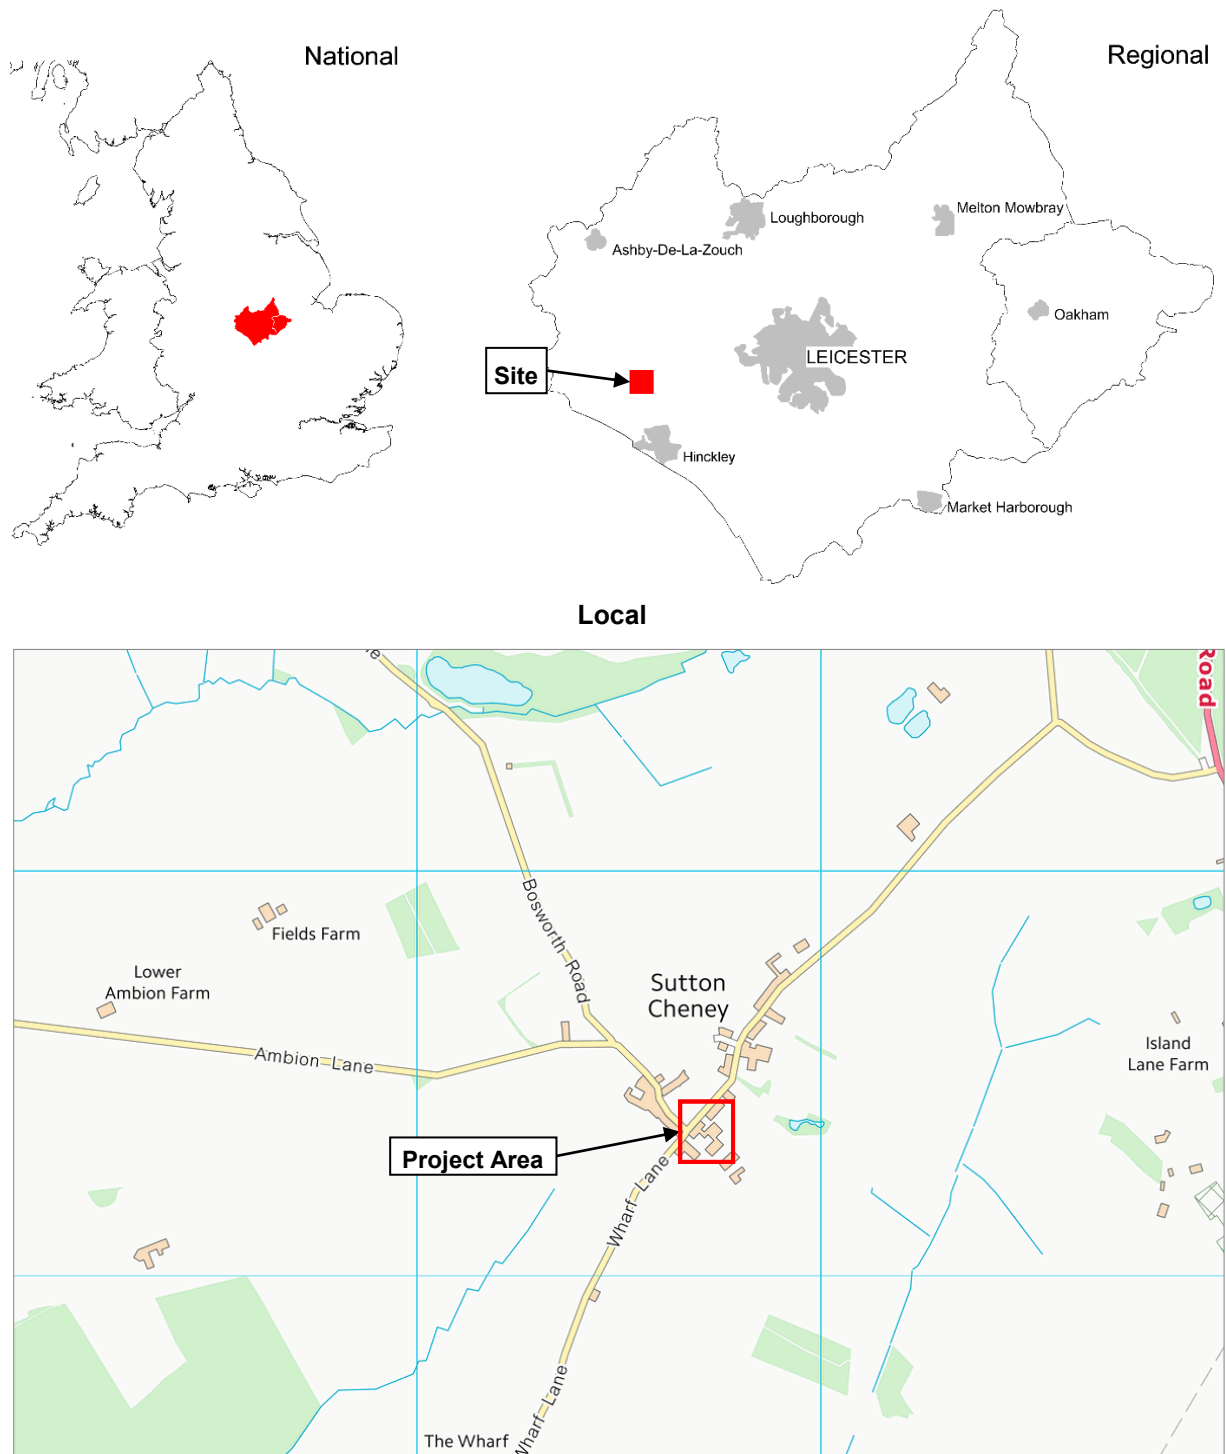 National
Regional
Loughborough
Melton Mowbray
Ashby-De-La-Zouch
Oakham
LEICESTER
Site
Hinckley
Market Harborough
Local
Road
Bosworth Road
Fields Farm
Lower
Ambion Farm
Sutton
Cheney
Ambion Lane
Island
Lane Farm
Project Area
Wharf Lane
Wharf Lane
The Wharf